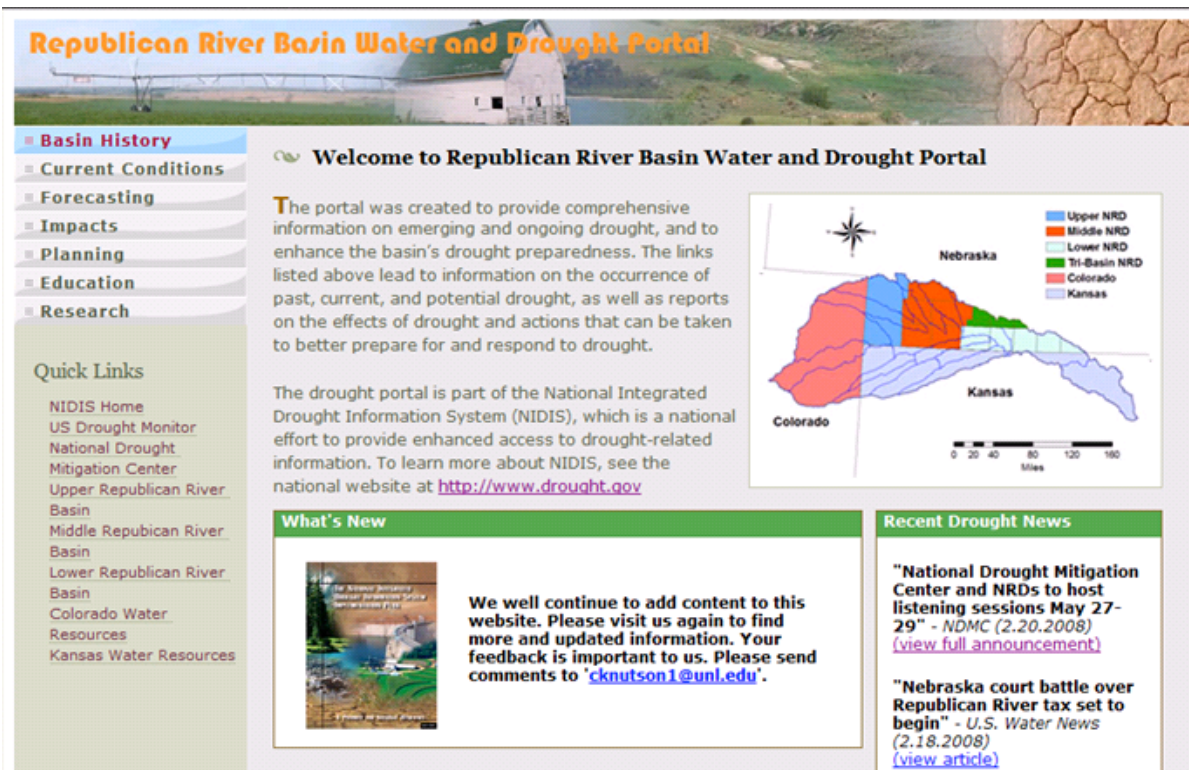 Republican River Basin Water and Drought Portal
Basin History
Current Conditions
Forecasting
Impacts
Planning
Education
Research
Quick Links
NIDIS Home
US Drought Monitor
National Drought
Mitigation Center
Upper Republican River
Basin
Middle Repubican River
Basin
Lower Republican River
Basin
Colorado Water
Resources
Kansas Water Resources
Welcome to Republican River Basin Water and Drought Portal
The portal was created to provide comprehensive
information on emerging and ongoing drought, and to
enhance the basin's drought preparedness. The links
listed above lead to information on the occurrence of
past, current, and potential drought, as well as reports
on the effects of drought and actions that can be taken
to better prepare for and respond to drought.
The drought portal is part of the National Integrated
Drought Information System (NIDIS), which is a national
effort to provide enhanced access to drought-related
information. To learn more about NIDIS, see the
national website at http://www.drought.gov
Upper NRD
Middle NRD
Lower NRD
Tri-Basin NRD
Colorado
Kansas
Nebraska
Kansas
Colorado
0 20 40 80 120 160
Miles
What's New
We well continue to add content to this
website. Please visit us again to find
more and updated information. Your
feedback is important to us. Please send
comments to 'cknutson1@unl.edu'.
Recent Drought News
"National Drought Mitigation
Center and NRDs to host
listening sessions May 27-
29" - NDMC (2.20.2008)
(view full announcement)
"Nebraska court battle over
Republican River tax set to
begin" - U.S. Water News
(2.18.2008)
(view article)